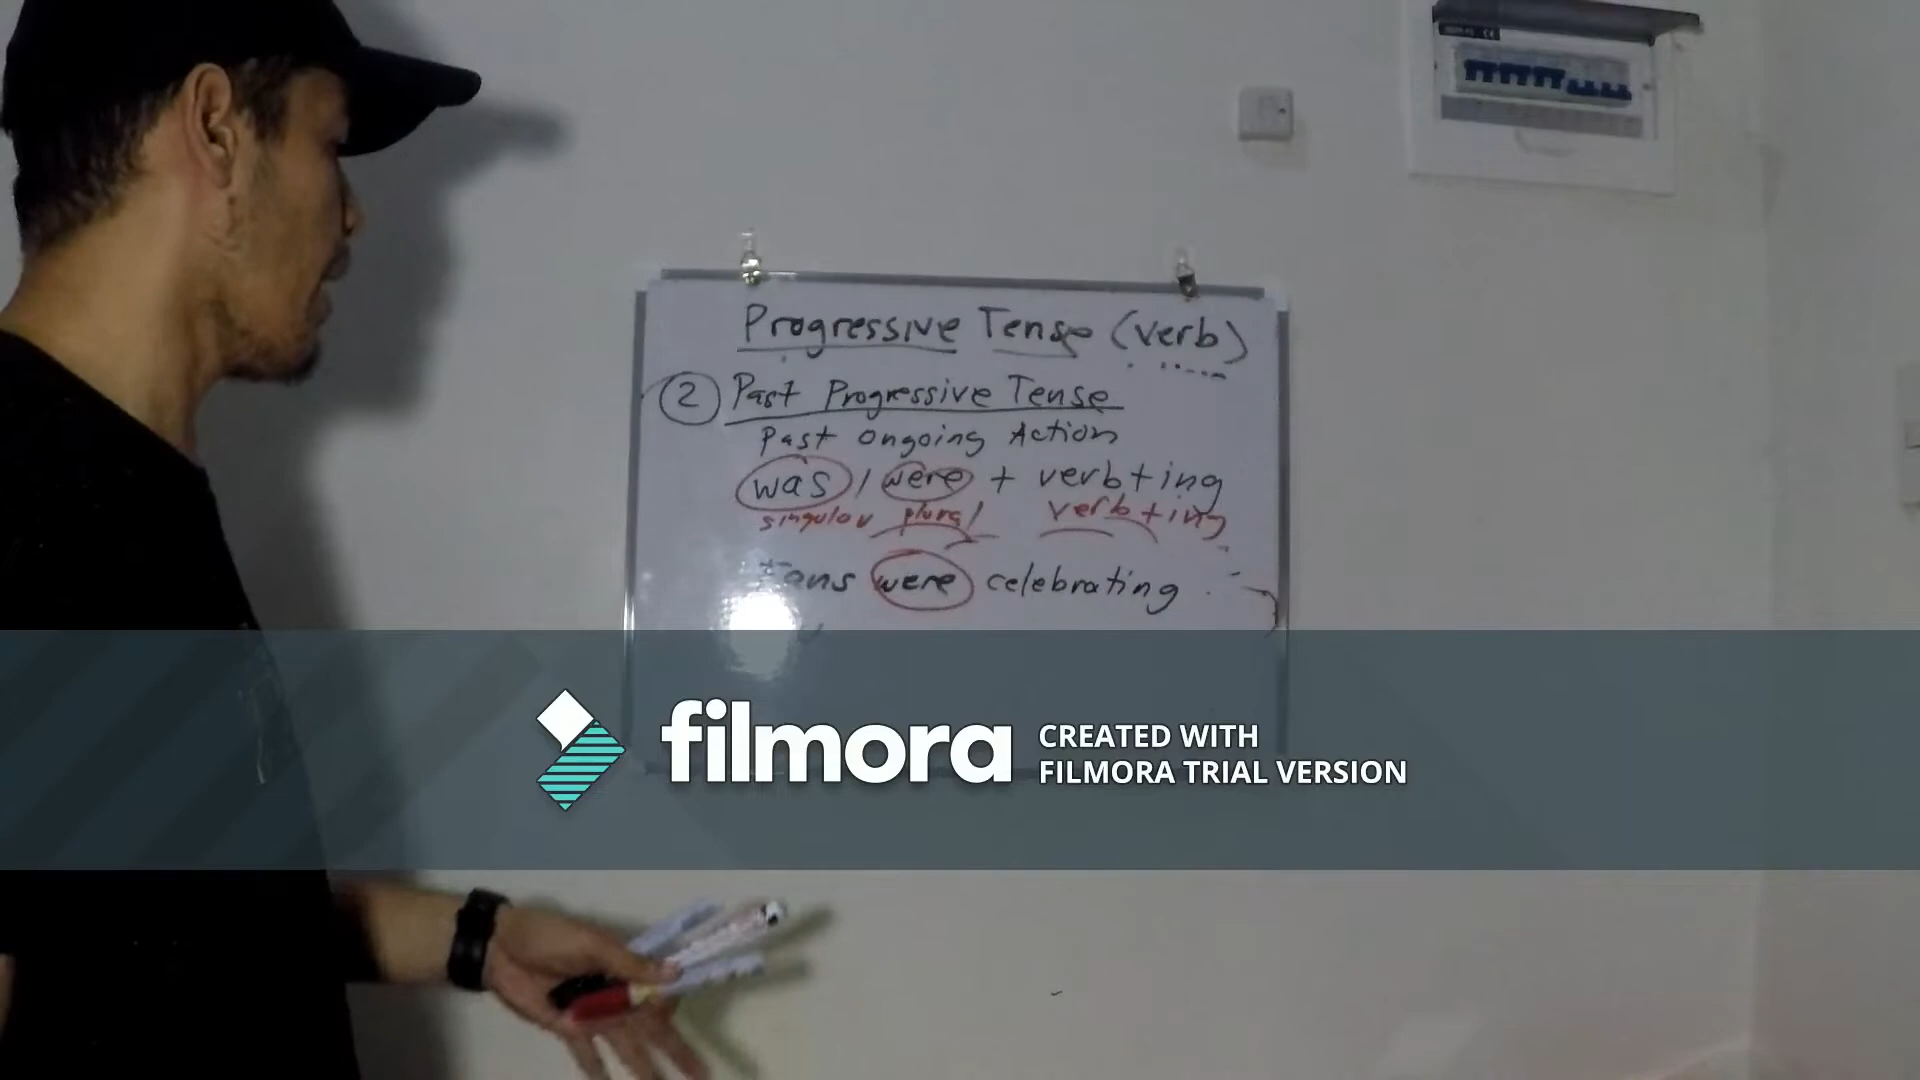 Progressive Tense (verb)
2 Past Progressive Tense
Past Ongoing Action
was / were + verb+ing
singular plural verb+ing
Fans were celebrating
filmora
CREATED WITH
FILMORA TRIAL VERSION